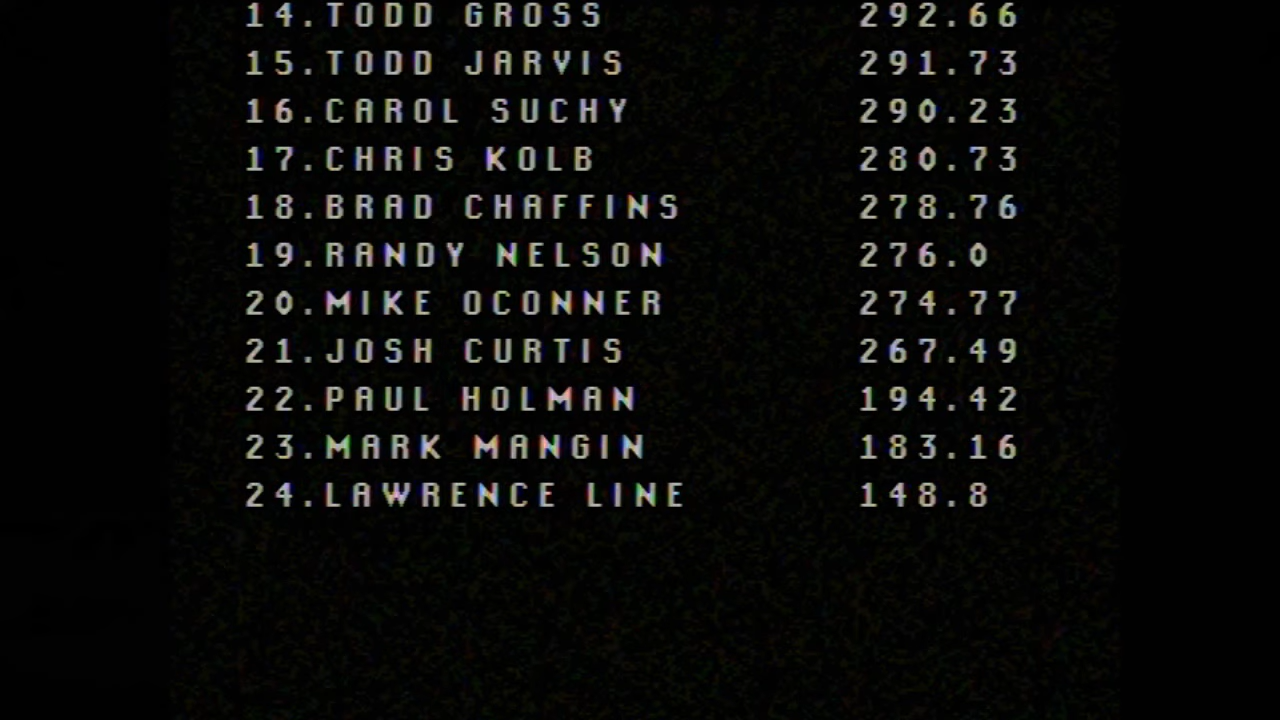 14.TODD GROSS 292.66
15.TODD JARVIS 291.73
16.CAROL SUCHY 290.23
17.CHRIS KOLB 280.73
18.BRAD CHAFFINS 278.76
19.RANDY NELSON 276.0
20.MIKE OCONNER 274.77
21.JOSH CURTIS 267.49
22.PAUL HOLMAN 194.42
23.MARK MANGIN 183.16
24.LAWRENCE LINE 148.8